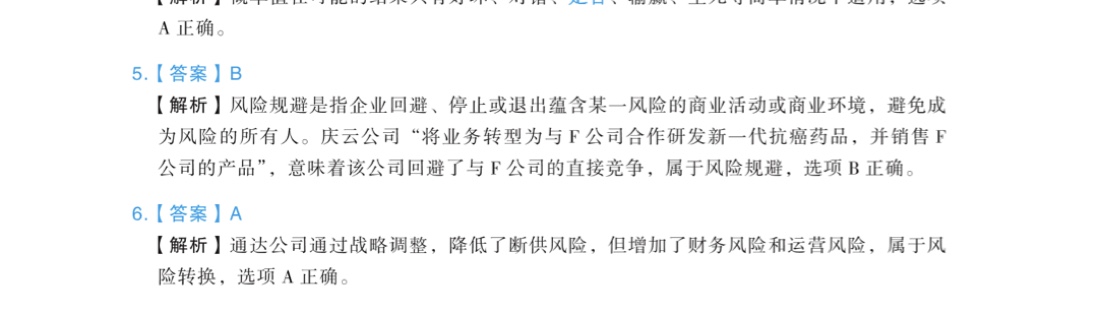 A 正确。
5.【答案】B
【解析】风险规避是指企业回避、停止或退出蕴含某一风险的商业活动或商业环境，避免成
为风险的所有人。庆云公司“将业务转型为与 F 公司合作研发新一代抗癌药品，并销售 F
公司的产品”，意味着该公司回避了与 F 公司的直接竞争，属于风险规避，选项 B 正确。
6.【答案】A
【解析】通达公司通过战略调整，降低了断供风险，但增加了财务风险和运营风险，属于风
险转换，选项 A 正确。